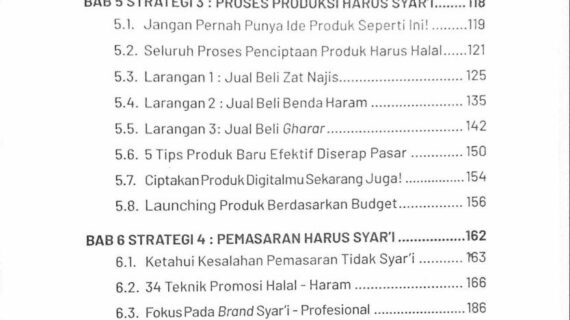 BAB 5 STRATEGI 3 : PROSES PRODUKSI HARUS SYAR'I.......118
5.1. Jangan Pernah Punya Ide Produk Seperti Ini! ..........119
5.2. Seluruh Proses Penciptaan Produk Harus Halal.....121
5.3. Larangan 1 : Jual Beli Zat Najis..............................125
5.4. Larangan 2 : Jual Beli Benda Haram .......................135
5.5. Larangan 3: Jual Beli Gharar .................................142
5.6. 5 Tips Produk Baru Efektif Diserap Pasar ..............150
5.7. Ciptakan Produk Digitalmu Sekarang Juga! ...............154
5.8. Launching Produk Berdasarkan Budget................156
BAB 6 STRATEGI 4 : PEMASARAN HARUS SYAR'I ................162
6.1. Ketahui Kesalahan Pemasaran Tidak Syar'i ...........163
6.2. 34 Teknik Promosi Halal - Haram ..........................166
6.3. Fokus Pada Brand Syar'i - Profesional ..................186